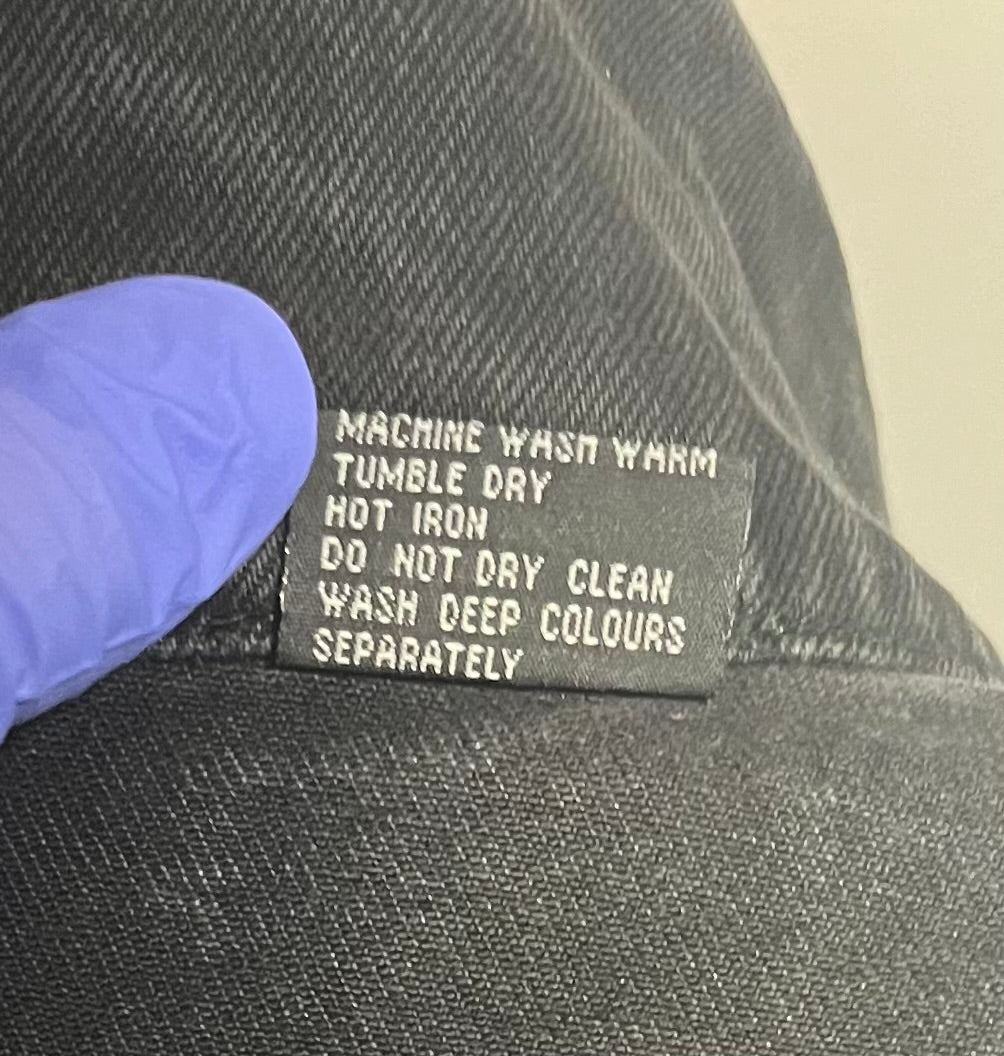 MACHINE WASH WARM
TUMBLE DRY
HOT IRON
DO NOT DRY CLEAN
WASH DEEP COLOURS
SEPARATELY